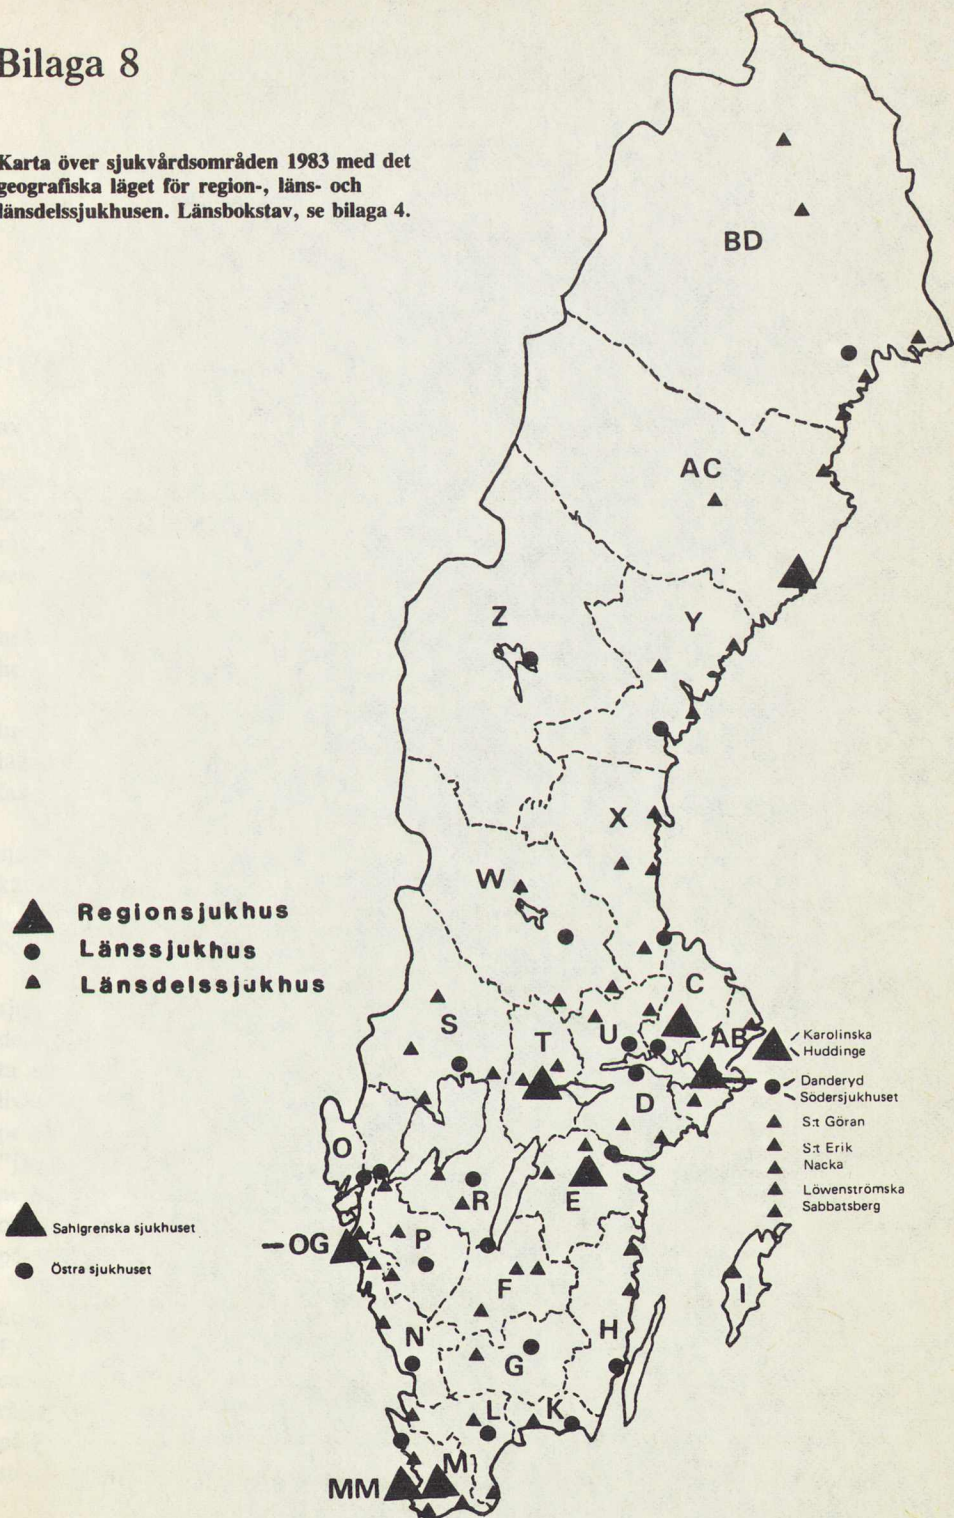 Bilaga 8
Karta över sjukvårdsområden 1983 med det
geografiska läget för region-, läns- och
länsdelssjukhusen. Länsbokstav, se bilaga 4.
BD
AC
Z
Y
X
W
Regionsjukhus
Länssjukhus
Länsdelssjukhus
C
S
T
U
AB
Karolinska
Huddinge
Danderyd
Södersjukhuset
S:t Göran
S:t Erik
Nacka
Löwenströmska
Sabbatsberg
D
O
R
E
Sahlgrenska sjukhuset
Östra sjukhuset
-OG
P
F
I
N
G
H
L
K
M
MM